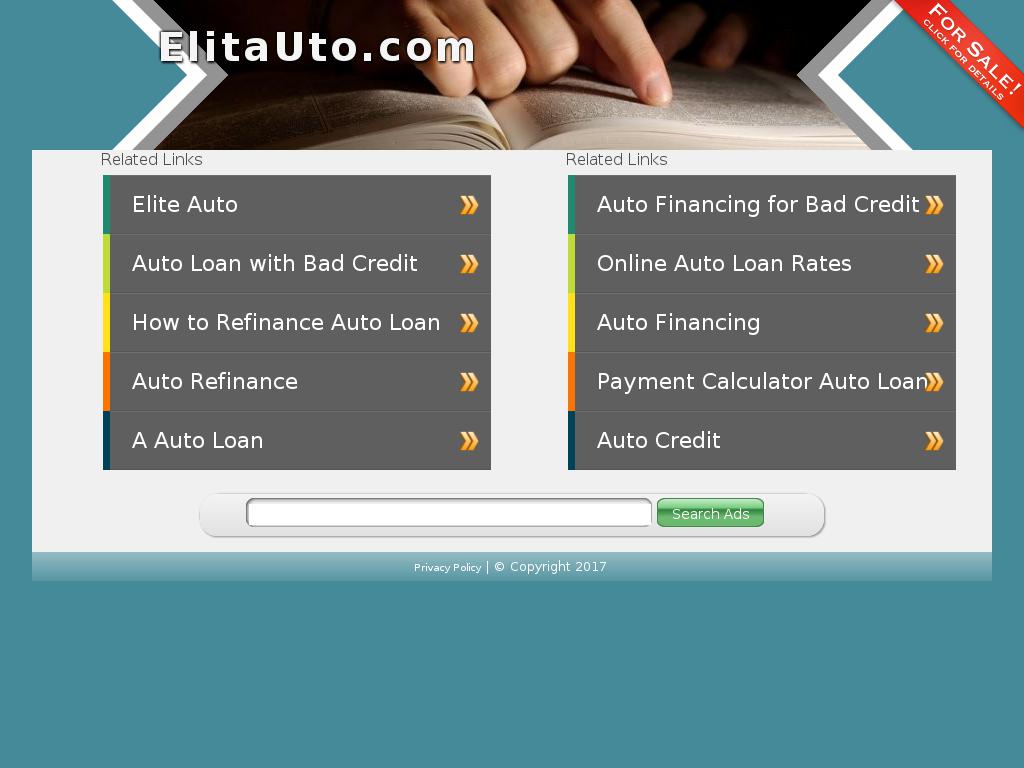 ElitaUto.com
FOR SALE!
CLICK FOR DETAILS
Related Links
Elite Auto
Auto Loan with Bad Credit
How to Refinance Auto Loan
Auto Refinance
A Auto Loan
Related Links
Auto Financing for Bad Credit
Online Auto Loan Rates
Auto Financing
Payment Calculator Auto Loan
Auto Credit
Search Ads
Privacy Policy | © Copyright 2017